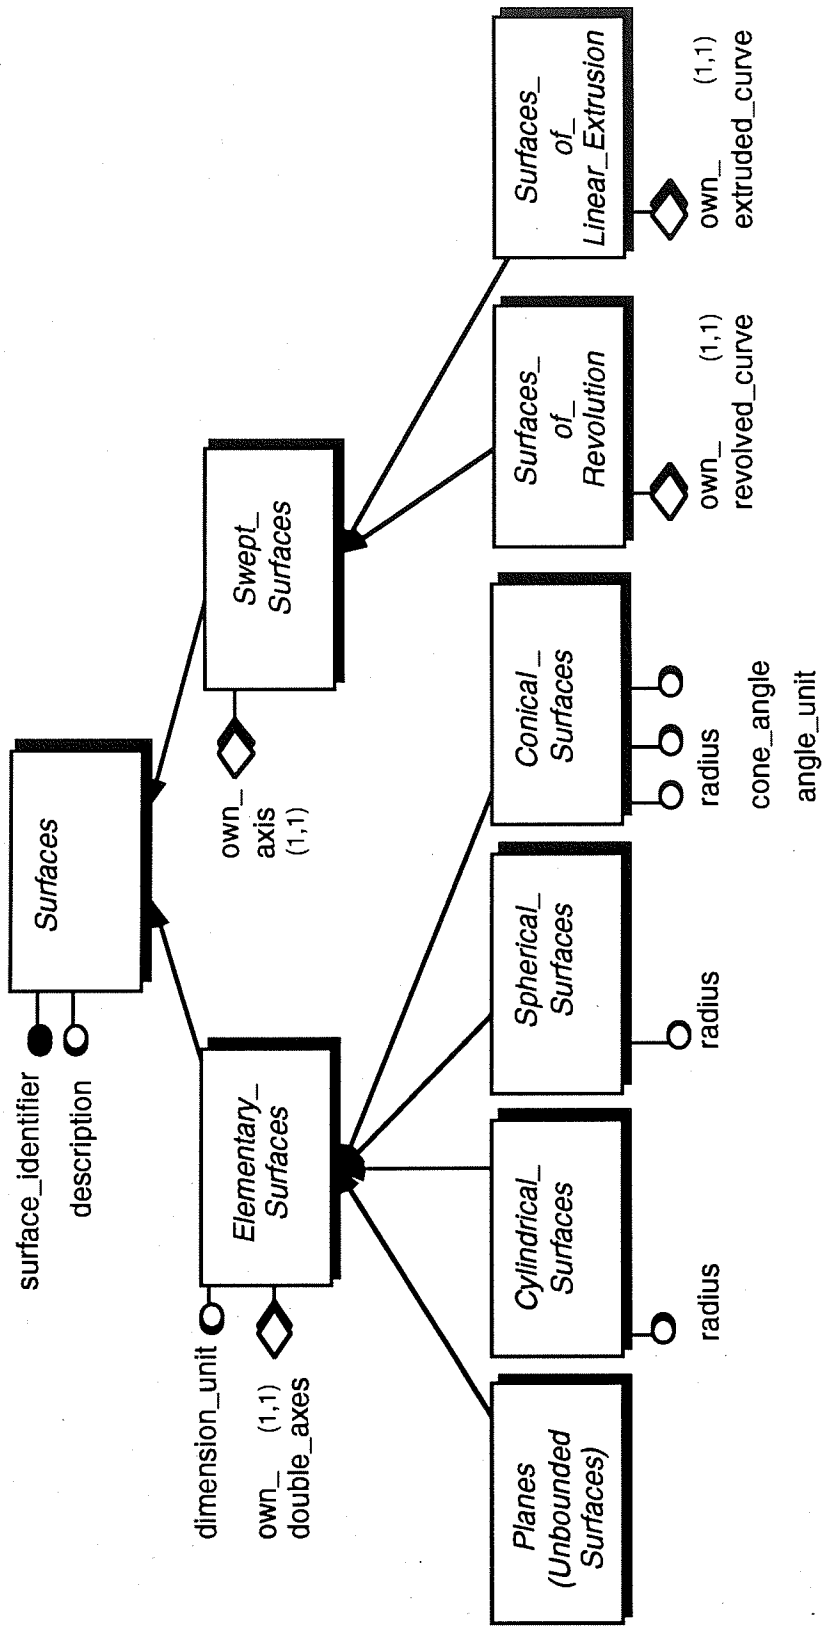 surface_identifier
description
Surfaces
dimension_unit
own_ (1,1)
double_axes
Elementary_
Surfaces
own_
axis
(1,1)
Swept_
Surfaces
Planes
(Unbounded
Surfaces)
Cylindrical_
Surfaces
radius
Spherical_
Surfaces
radius
Conical_
Surfaces
radius
cone_angle
angle_unit
Surfaces_
of_
Revolution
own_ (1,1)
revolved_curve
Surfaces_
of_
Linear_Extrusion
own_ (1,1)
extruded_curve